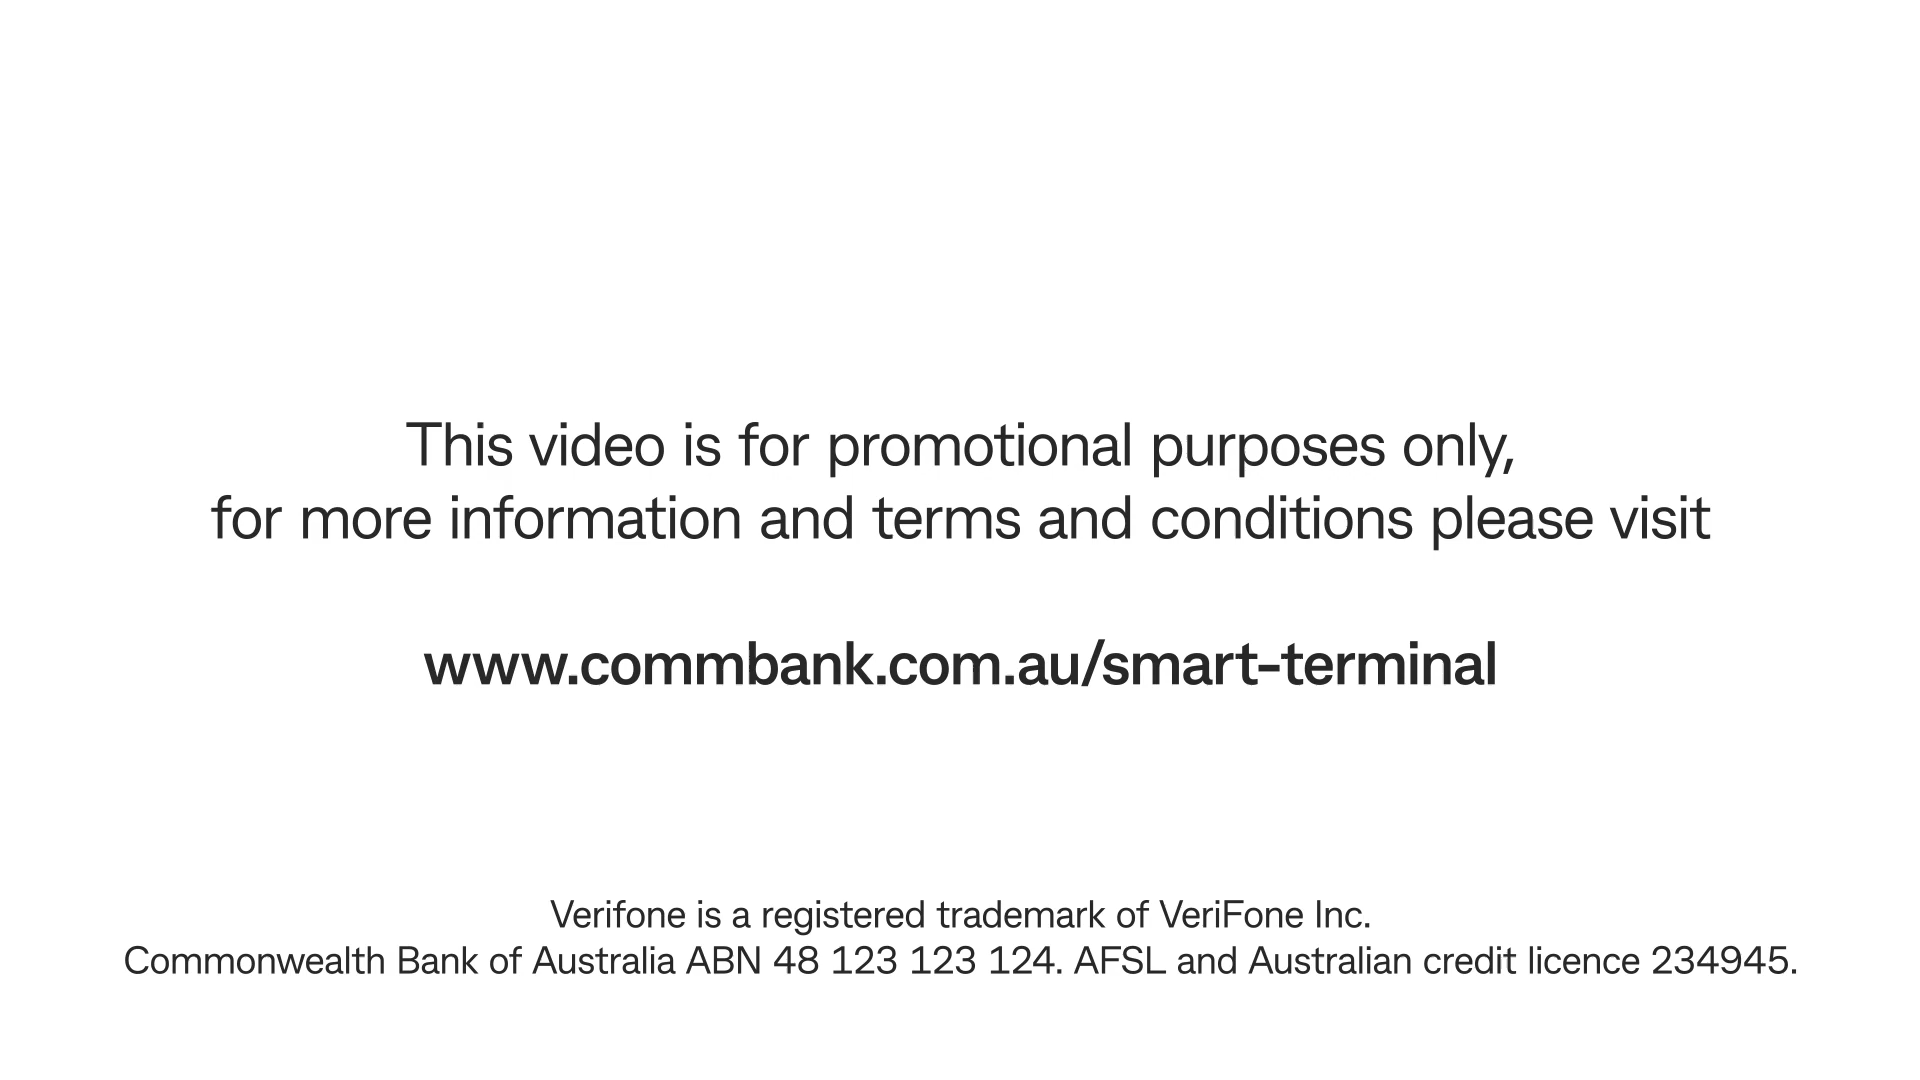 This video is for promotional purposes only,
for more information and terms and conditions please visit
www.commbank.com.au/smart-terminal
Verifone is a registered trademark of VeriFone Inc.
Commonwealth Bank of Australia ABN 48 123 123 124. AFSL and Australian credit licence 234945.